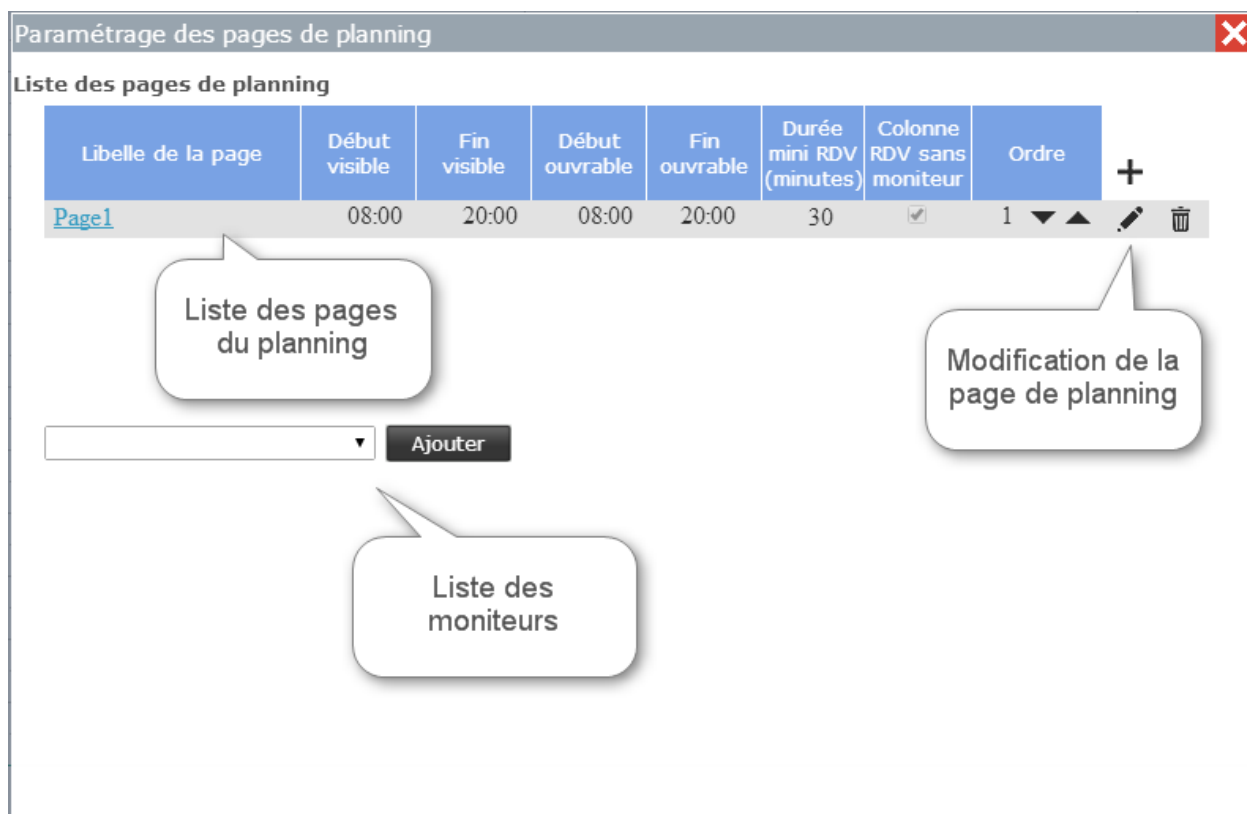 Paramétrage des pages de planning
Liste des pages de planning
Libelle de la page
Début visible
Fin visible
Début ouvrable
Fin ouvrable
Durée mini RDV (minutes)
Colonne RDV sans moniteur
Ordre
Page1 08:00 20:00 08:00 20:00 30 1
Liste des pages
du planning
Modification de la
page de planning
Ajouter
Liste des
moniteurs